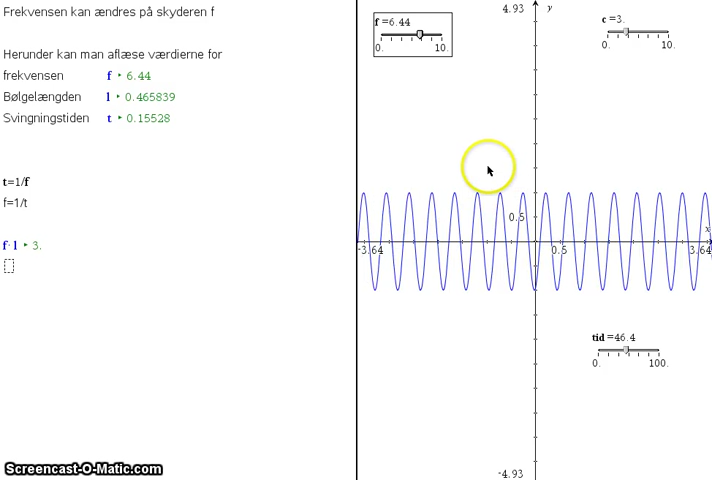 Frekvensen kan ændres på skyderen f
Herunder kan man aflæse værdierne for
frekvensen f ▸ 6.44
Bølgelængden l ▸ 0.465839
Svingningstiden t ▸ 0.15528
t=1/f
f=1/t
f·l ▸ 3.
4.93 y
f =6.44
0. 10.
c =3.
0. 10.
0.5
x
-3.64 0.5 3.64
tid =46.4
0. 100.
-4.93
Screencast-O-Matic.com